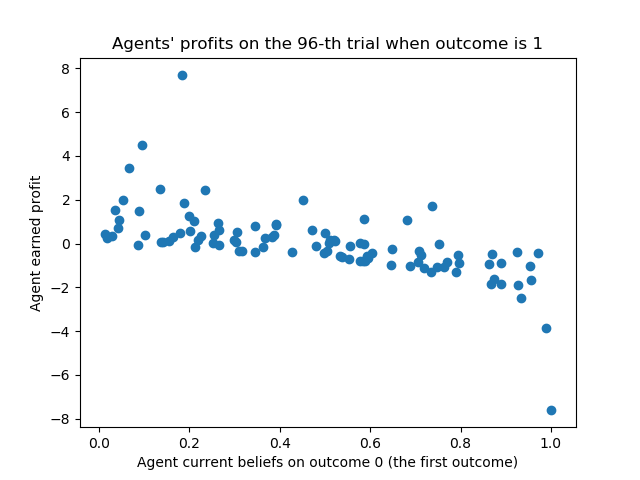 Agents' profits on the 96-th trial when outcome is 1
8
6
4
2
0
−2
−4
−6
−8
Agent earned profit
0.0 0.2 0.4 0.6 0.8 1.0
Agent current beliefs on outcome 0 (the first outcome)